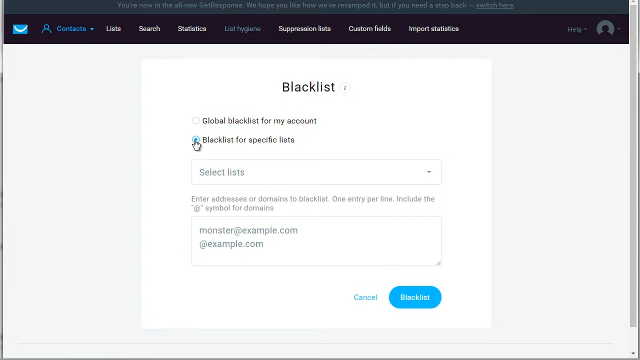 You're now in the all-new GetResponse. We hope you like how we've revamped it, but if you need a step back — switch here.
Contacts Lists Search Statistics List hygiene Suppression lists Custom fields Import statistics Help
Blacklist i
Global blacklist for my account
Blacklist for specific lists
Select lists
Enter addresses or domains to blacklist. One entry per line. Include the
"@" symbol for domains
monster@example.com
@example.com
Cancel Blacklist